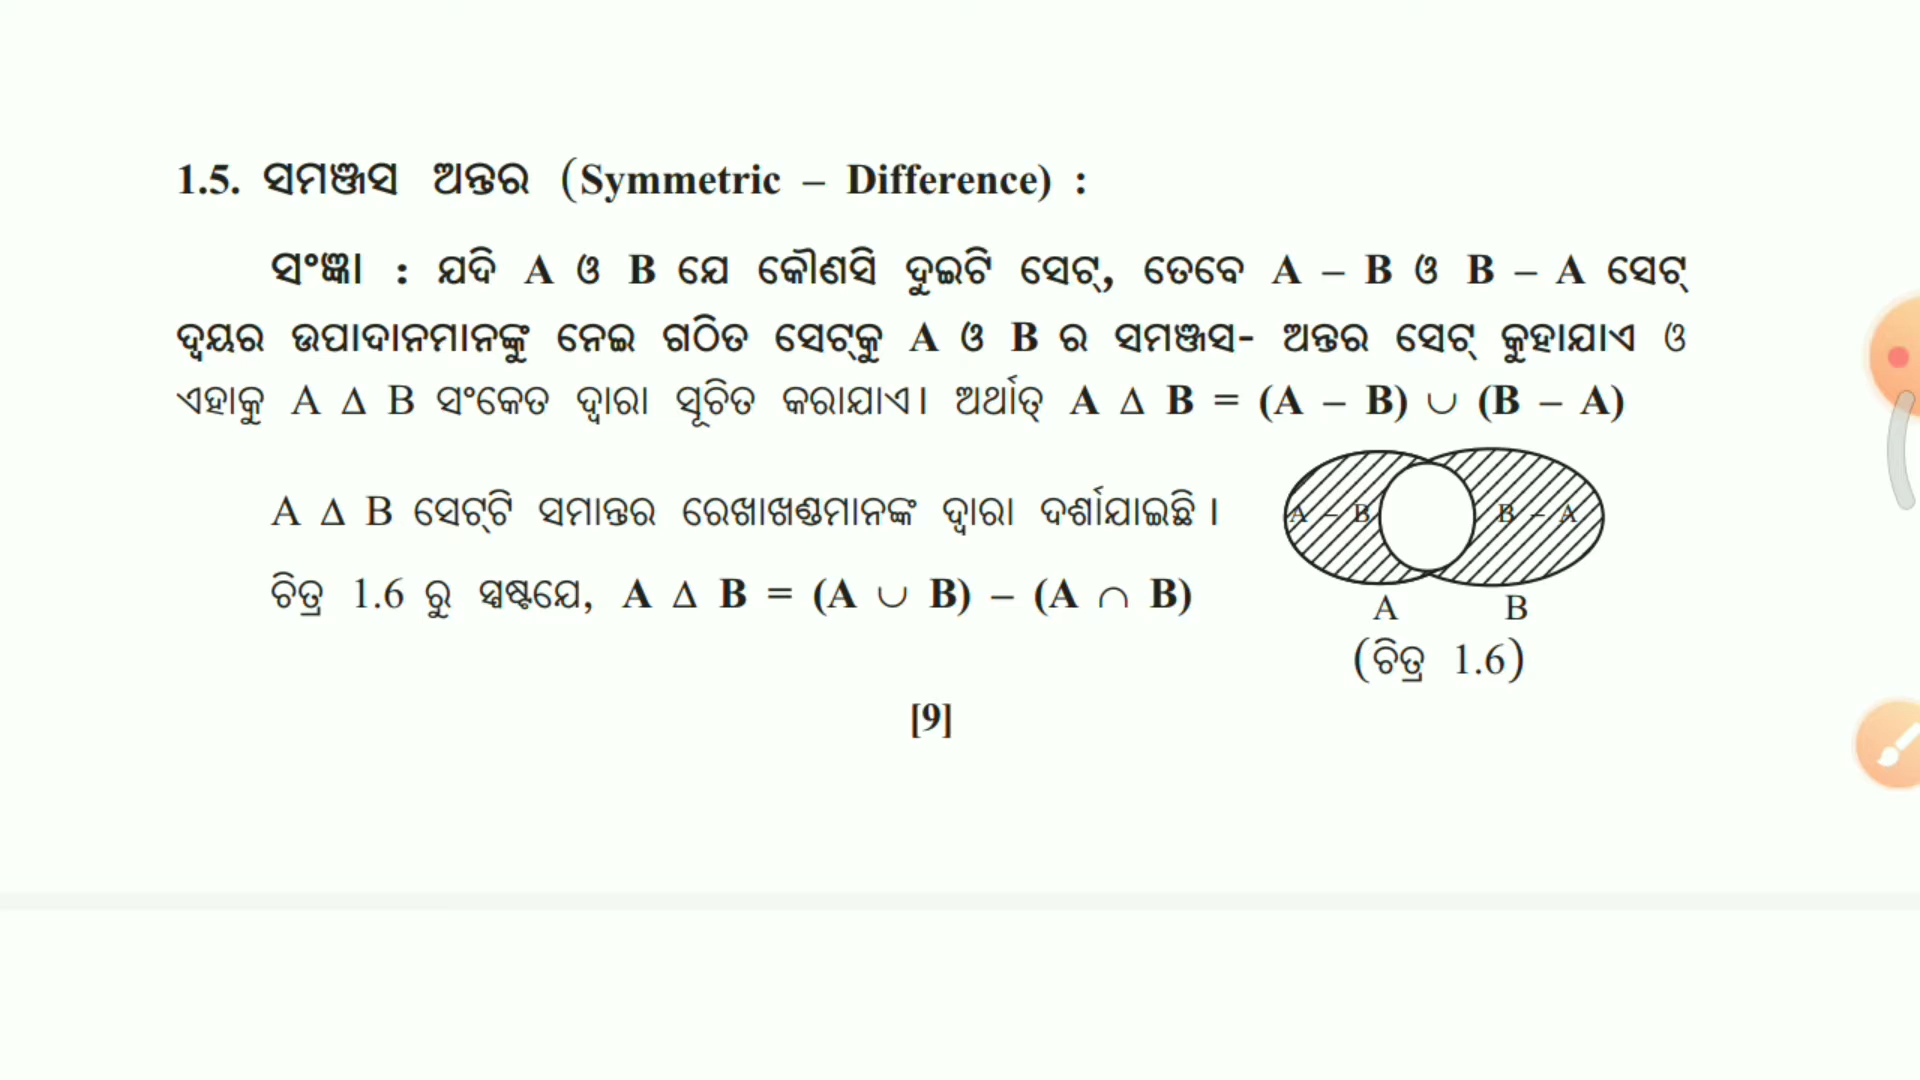 1.5. ସମଞ୍ଜସ ଅନ୍ତର (Symmetric – Difference) :
ସଂଜ୍ଞା : ଯଦି A ଓ B ଯେ କୌଣସି ଦୁଇଟି ସେଟ୍, ତେବେ A – B ଓ B – A ସେଟ୍
ଦ୍ୱୟର ଉପାଦାନମାନଙ୍କୁ ନେଇ ଗଠିତ ସେଟ୍‌କୁ A ଓ B ର ସମଞ୍ଜସ- ଅନ୍ତର ସେଟ୍ କୁହାଯାଏ ଓ
ଏହାକୁ A Δ B ସଂକେତ ଦ୍ୱାରା ସୂଚିତ କରାଯାଏ। ଅର୍ଥାତ୍ A Δ B = (A – B) ∪ (B – A)
A Δ B ସେଟ୍‌ଟି ସମାନ୍ତର ରେଖାଖଣ୍ଡମାନଙ୍କ ଦ୍ୱାରା ଦର୍ଶାଯାଇଛି।
ଚିତ୍ର 1.6 ରୁ ସ୍ପଷ୍ଟଯେ, A Δ B = (A ∪ B) – (A ∩ B)
A – B B – A
A B
(ଚିତ୍ର 1.6)
[9]